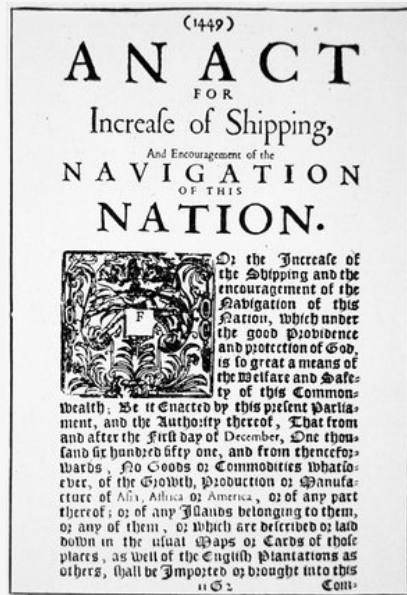 (1449)
AN ACT
FOR
Increaſe of Shipping,
And Encouragement of the
NAVIGATION
OF THIS
NATION.
FOr the Increaſe of
the Shipping and the
encouragement of the
Navigation of this
Nation, which under
the good Providence
and protection of God,
is ſo great a means of
the Welfare and Safe-
ty of this Common-
wealth; Be it Enacted by this preſent Parlia-
ment, and the Authority thereof, That from
and after the Firſt day of December, One thou-
ſand ſix hundred fifty one, and from thencefor-
wards, No Goods or Commodities whatſo-
ever, of the Growth, Production or Manufa-
cture of Aſia, Affrica or America, or of any part
thereof; or of any Iſlands belonging to them,
or any of them, or which are deſcribed or laid
down in the uſual Maps or Cards of thoſe
places, as well of the Engliſh Plantations as
others, ſhall be Imported or brought into this
11 G 2 Com-